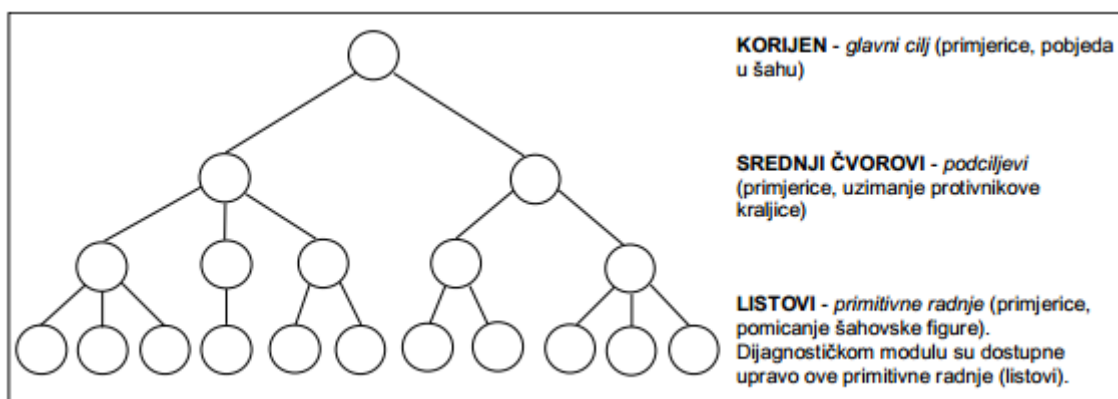 KORIJEN - glavni cilj (primjerice, pobjeda
u šahu)
SREDNJI ČVOROVI - podciljevi
(primjerice, uzimanje protivnikove
kraljice)
LISTOVI - primitivne radnje (primjerice,
pomicanje šahovske figure).
Dijagnostičkom modulu su dostupne
upravo ove primitivne radnje (listovi).